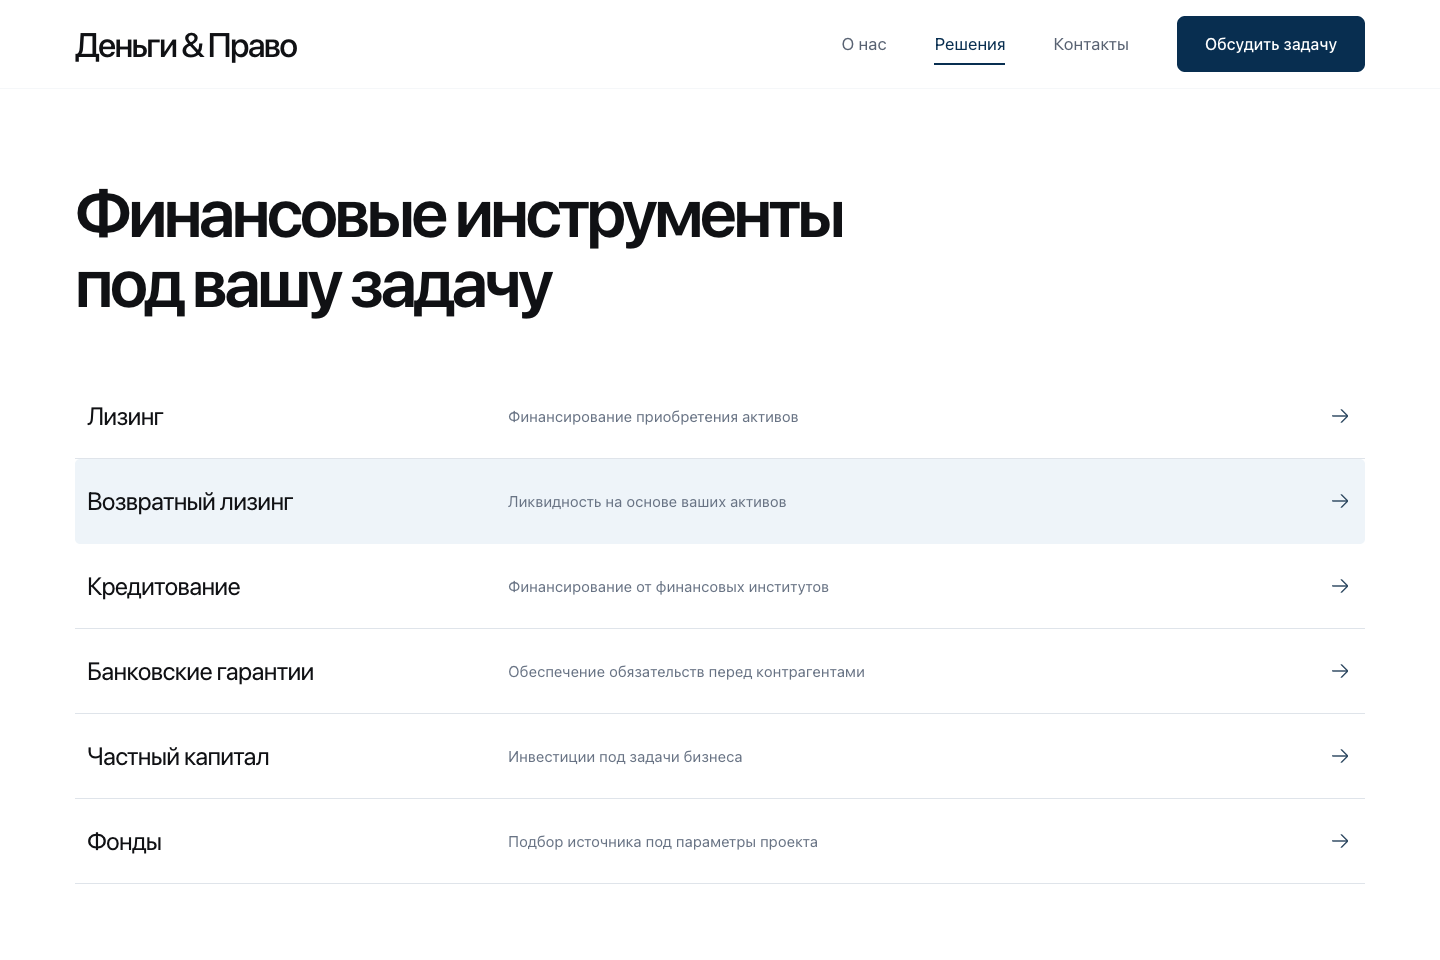 Деньги & Право
О нас
Решения
Контакты
Обсудить задачу
Финансовые инструменты
под вашу задачу
Лизинг
Финансирование приобретения активов
Возвратный лизинг
Ликвидность на основе ваших активов
Кредитование
Финансирование от финансовых институтов
Банковские гарантии
Обеспечение обязательств перед контрагентами
Частный капитал
Инвестиции под задачи бизнеса
Фонды
Подбор источника под параметры проекта